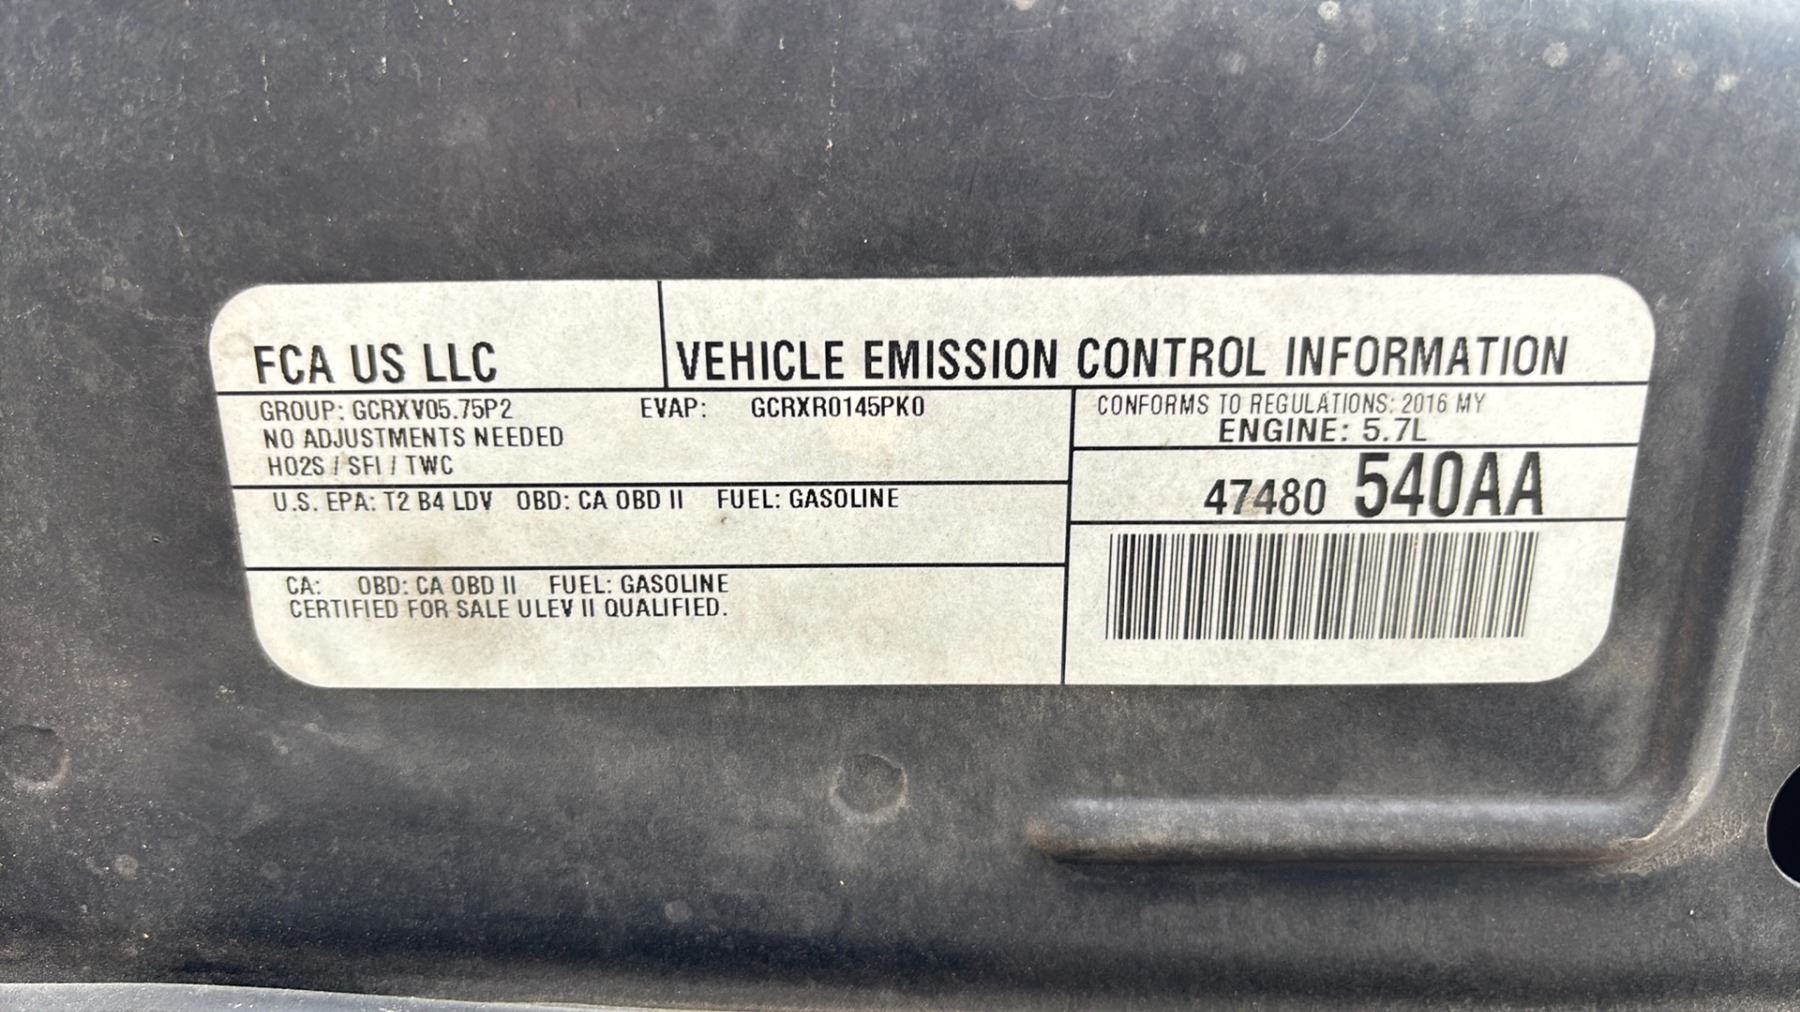 FCA US LLC
VEHICLE EMISSION CONTROL INFORMATION
GROUP: GCRXV05.75P2 EVAP: GCRXR0145PK0
NO ADJUSTMENTS NEEDED
HO2S / SFI / TWC
U.S. EPA: T2 B4 LDV OBD: CA OBD II FUEL: GASOLINE
CA: OBD: CA OBD II FUEL: GASOLINE
CERTIFIED FOR SALE ULEV II QUALIFIED.
CONFORMS TO REGULATIONS: 2016 MY
ENGINE: 5.7L
47480 540AA